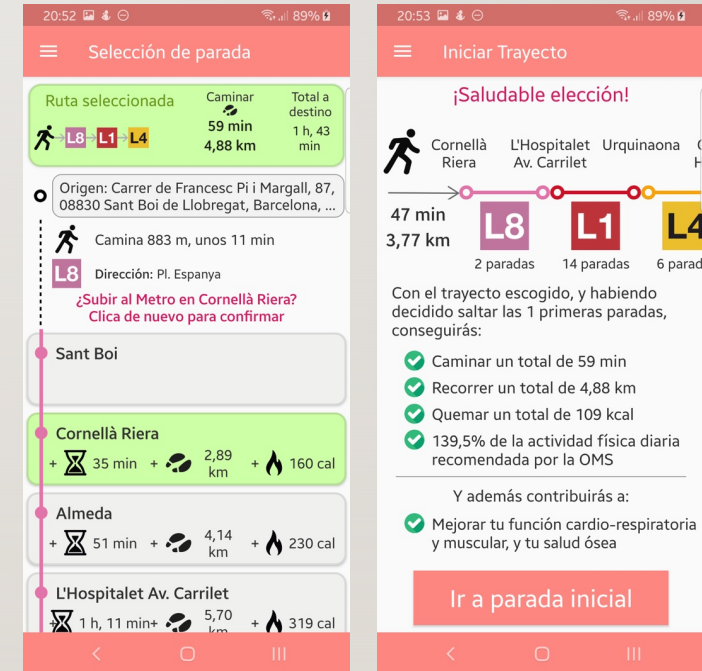 20:52
89%
Selección de parada
Ruta seleccionada
Caminar
59 min
4,88 km
Total a
destino
1 h, 43
min
L8 L1 L4
Origen: Carrer de Francesc Pi i Margall, 87,
08830 Sant Boi de Llobregat, Barcelona, ...
Camina 883 m, unos 11 min
L8 Dirección: Pl. Espanya
¿Subir al Metro en Cornellà Riera?
Clica de nuevo para confirmar
Sant Boi
Cornellà Riera
+ 35 min + 2,89 km + 160 cal
Almeda
+ 51 min + 4,14 km + 230 cal
L'Hospitalet Av. Carrilet
+ 1 h, 11 min+ 5,70 km + 319 cal
20:53
89%
Iniciar Trayecto
¡Saludable elección!
Cornellà
Riera
L'Hospitalet
Av. Carrilet
Urquinaona
47 min
3,77 km
L8 L1 L4
2 paradas 14 paradas 6 parad
Con el trayecto escogido, y habiendo
decidido saltar las 1 primeras paradas,
conseguirás:
Caminar un total de 59 min
Recorrer un total de 4,88 km
Quemar un total de 109 kcal
139,5% de la actividad física diaria
recomendada por la OMS
Y además contribuirás a:
Mejorar tu función cardio-respiratoria
y muscular, y tu salud ósea
Ir a parada inicial